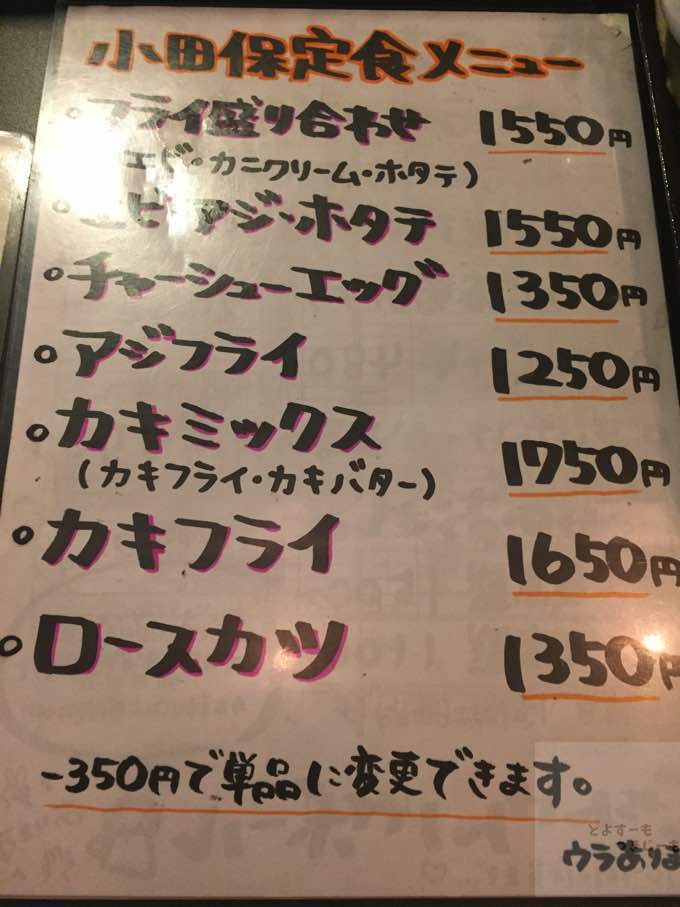 小田保定食メニュー
。フライ盛り合わせ 1550円
エビ・カニクリーム・ホタテ)
。エビ・アジ・ホタテ 1550円
。チャーシューエッグ 1350円
。アジフライ 1250円
。カキミックス 1750円
(カキフライ・カキバター)
。カキフライ 1650円
。ロースカツ 1350円
-350円で単品に変更できます。
とよすーも
ウラあります